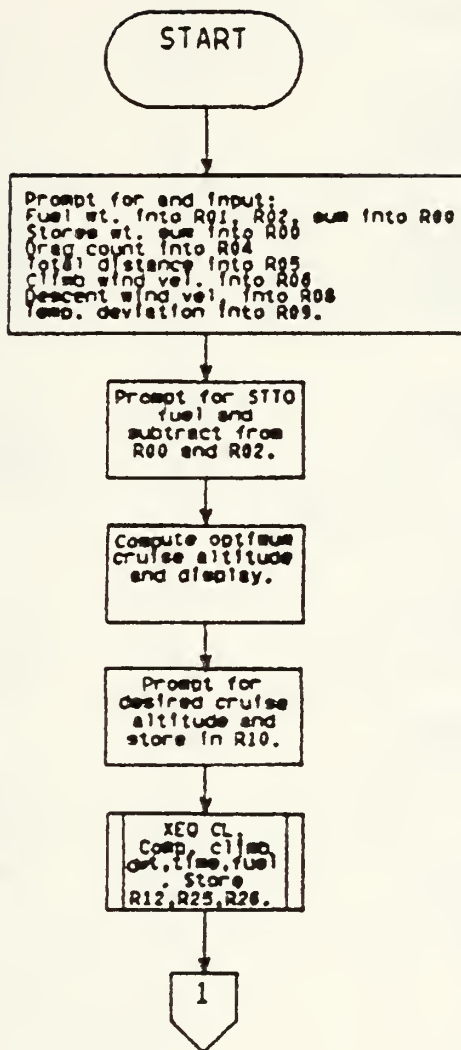 START
Prompt for and input:
Fuel wt. into R01, R02, sum into R00
Stores wt. sum into R00
Drag count into R04
Total distance into R05
Climb wind vel. into R06
Descent wind vel. into R08
Temp. deviation into R09.
Prompt for STTO
fuel and
subtract from
R00 and R02.
Compute optimum
cruise altitude
and display.
Prompt for
desired cruise
altitude and
store in R10.
XEQ CL.
Comp. climb
dst,time,fuel
. Store
R12,R25,R26.
1